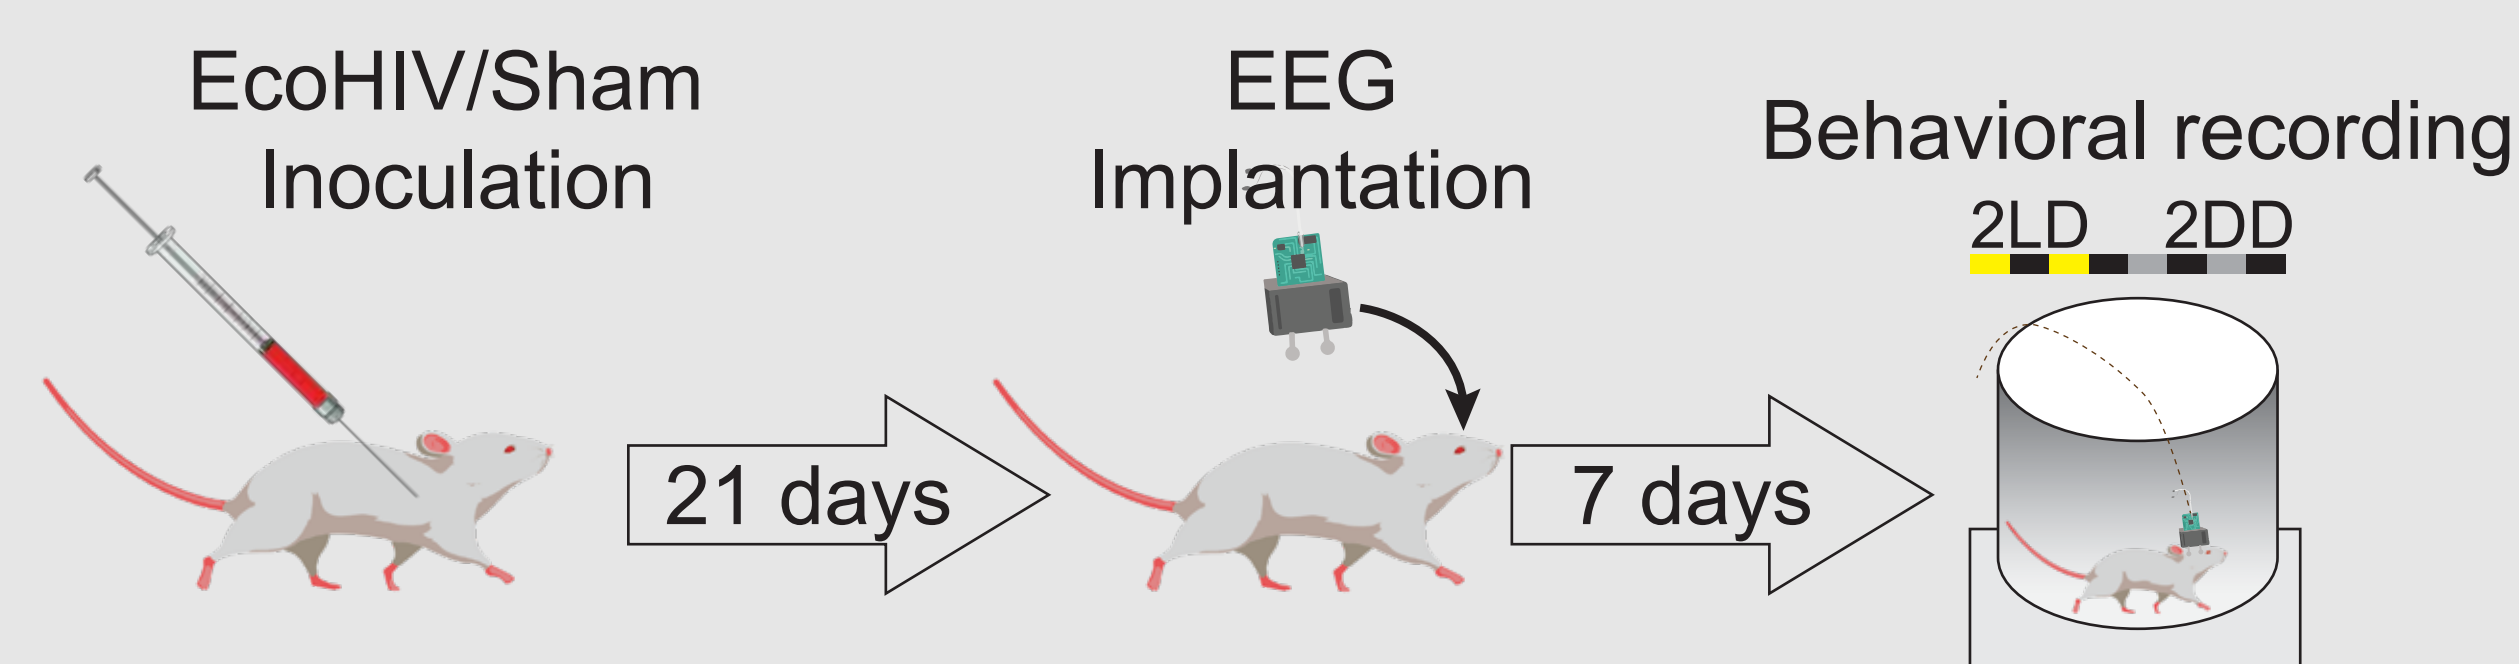 EcoHIV/Sham
Inoculation
21 days
EEG
Implantation
7 days
Behavioral recording
2LD 2DD